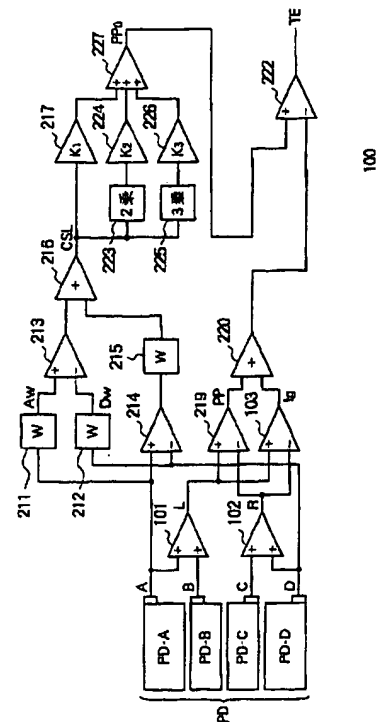 PP0
227
217
K1
224
K2
226
K3
CSL
216
223
2乗
225
3乗
213
Aw
Dw
211
W
212
W
215
W
214
222
TE
220
PP
219
103
101
L
102
R
A
B
C
D
PD-A
PD-B
PD-C
PD-D
PD
100